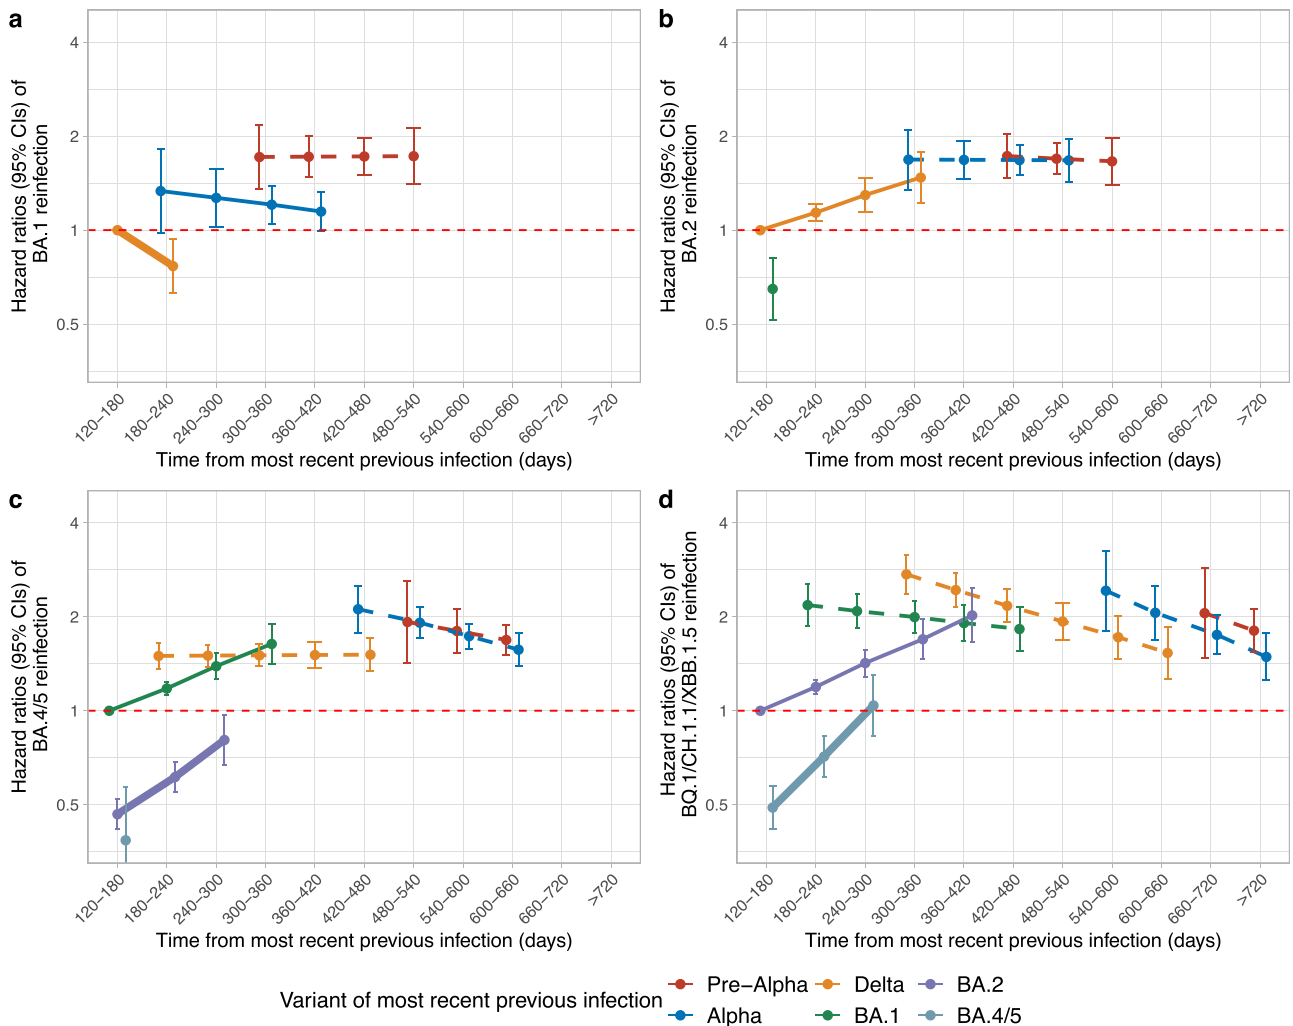 a
Hazard ratios (95% CIs) of
BA.1 reinfection
4
2
1
0.5
120−180
180−240
240−300
300−360
360−420
420−480
480−540
540−600
600−660
660−720
>720
Time from most recent previous infection (days)
b
Hazard ratios (95% CIs) of
BA.2 reinfection
4
2
1
0.5
120−180
180−240
240−300
300−360
360−420
420−480
480−540
540−600
600−660
660−720
>720
Time from most recent previous infection (days)
c
Hazard ratios (95% CIs) of
BA.4/5 reinfection
4
2
1
0.5
120−180
180−240
240−300
300−360
360−420
420−480
480−540
540−600
600−660
660−720
>720
Time from most recent previous infection (days)
d
Hazard ratios (95% CIs) of
BQ.1/CH.1.1/XBB.1.5 reinfection
4
2
1
0.5
120−180
180−240
240−300
300−360
360−420
420−480
480−540
540−600
600−660
660−720
>720
Time from most recent previous infection (days)
Variant of most recent previous infection
Pre−Alpha
Delta
BA.2
Alpha
BA.1
BA.4/5